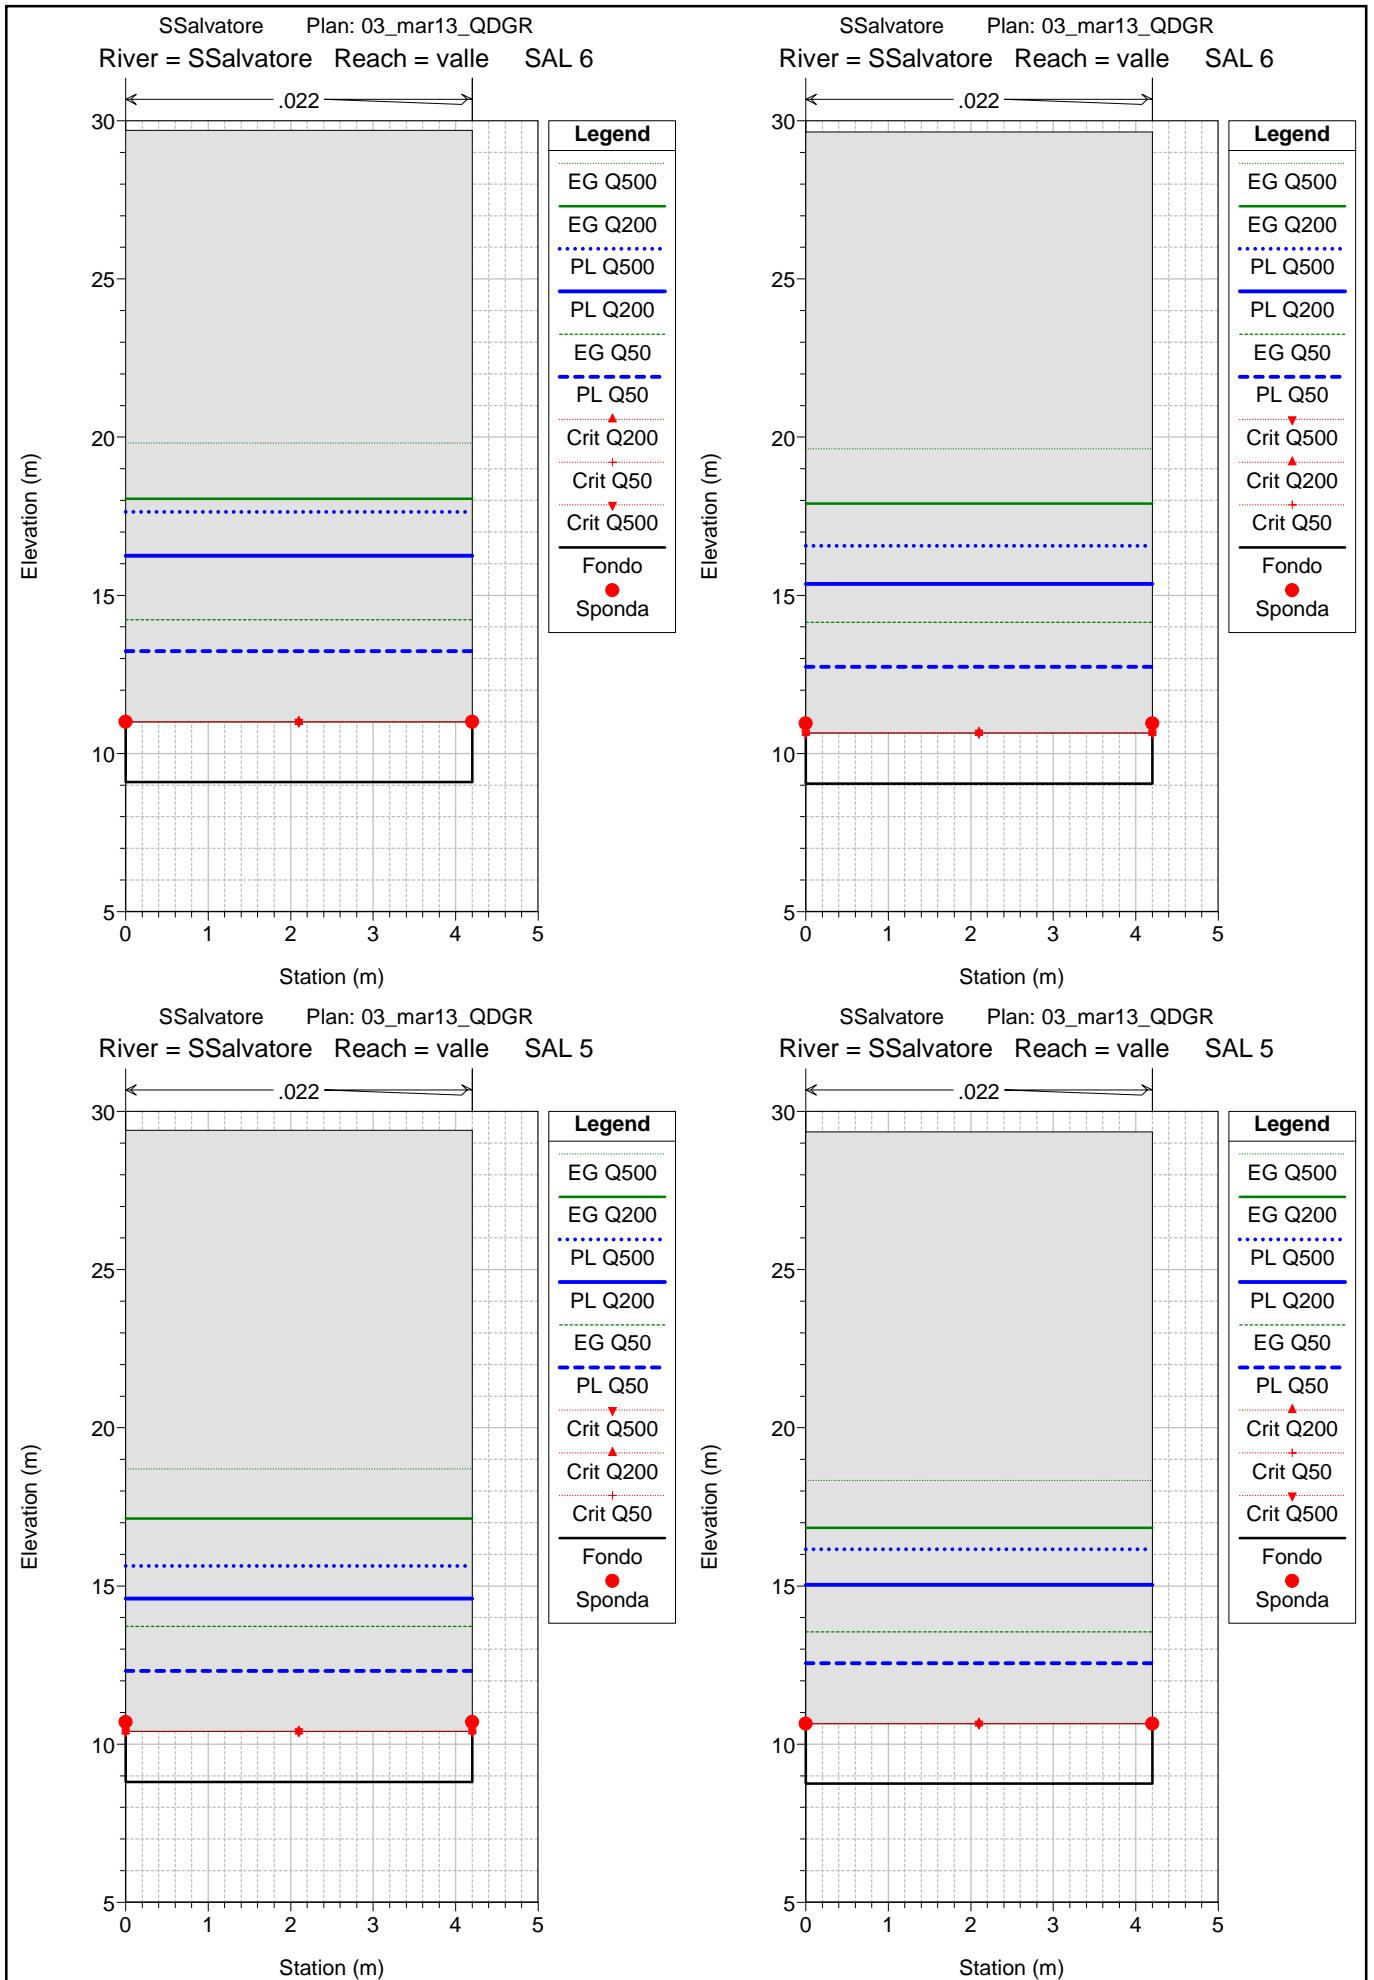 SSalvatore Plan: 03_mar13_QDGR
River = SSalvatore Reach = valle SAL 6
.022
30
25
20
15
10
5
0 1 2 3 4 5
Elevation (m)
Station (m)
Legend
EG Q500
EG Q200
PL Q500
PL Q200
EG Q50
PL Q50
Crit Q200
Crit Q50
Crit Q500
Fondo
Sponda
SSalvatore Plan: 03_mar13_QDGR
River = SSalvatore Reach = valle SAL 6
.022
30
25
20
15
10
5
0 1 2 3 4 5
Elevation (m)
Station (m)
Legend
EG Q500
EG Q200
PL Q500
PL Q200
EG Q50
PL Q50
Crit Q500
Crit Q200
Crit Q50
Fondo
Sponda
SSalvatore Plan: 03_mar13_QDGR
River = SSalvatore Reach = valle SAL 5
.022
30
25
20
15
10
5
0 1 2 3 4 5
Elevation (m)
Station (m)
Legend
EG Q500
EG Q200
PL Q500
PL Q200
EG Q50
PL Q50
Crit Q500
Crit Q200
Crit Q50
Fondo
Sponda
SSalvatore Plan: 03_mar13_QDGR
River = SSalvatore Reach = valle SAL 5
.022
30
25
20
15
10
5
0 1 2 3 4 5
Elevation (m)
Station (m)
Legend
EG Q500
EG Q200
PL Q500
PL Q200
EG Q50
PL Q50
Crit Q200
Crit Q50
Crit Q500
Fondo
Sponda